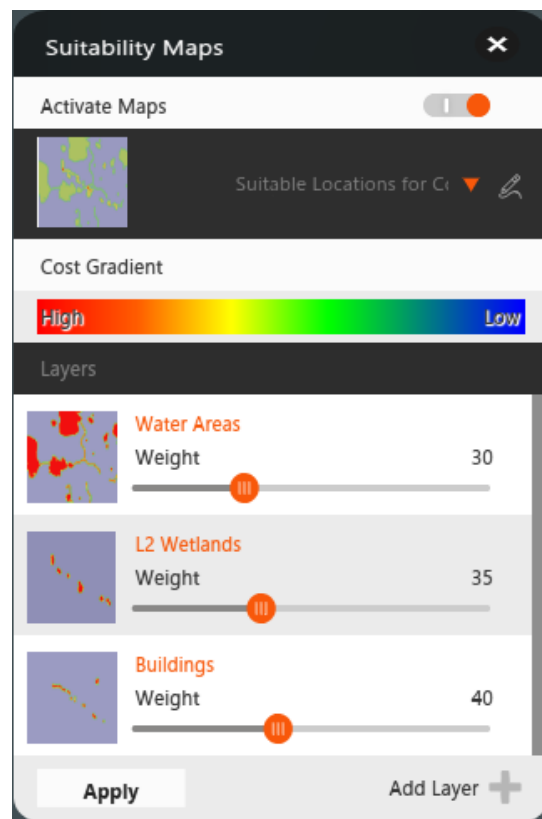 Suitability Maps
Activate Maps
Suitable Locations for Co
Cost Gradient
High Low
Layers
Water Areas
Weight 30
L2 Wetlands
Weight 35
Buildings
Weight 40
Apply Add Layer